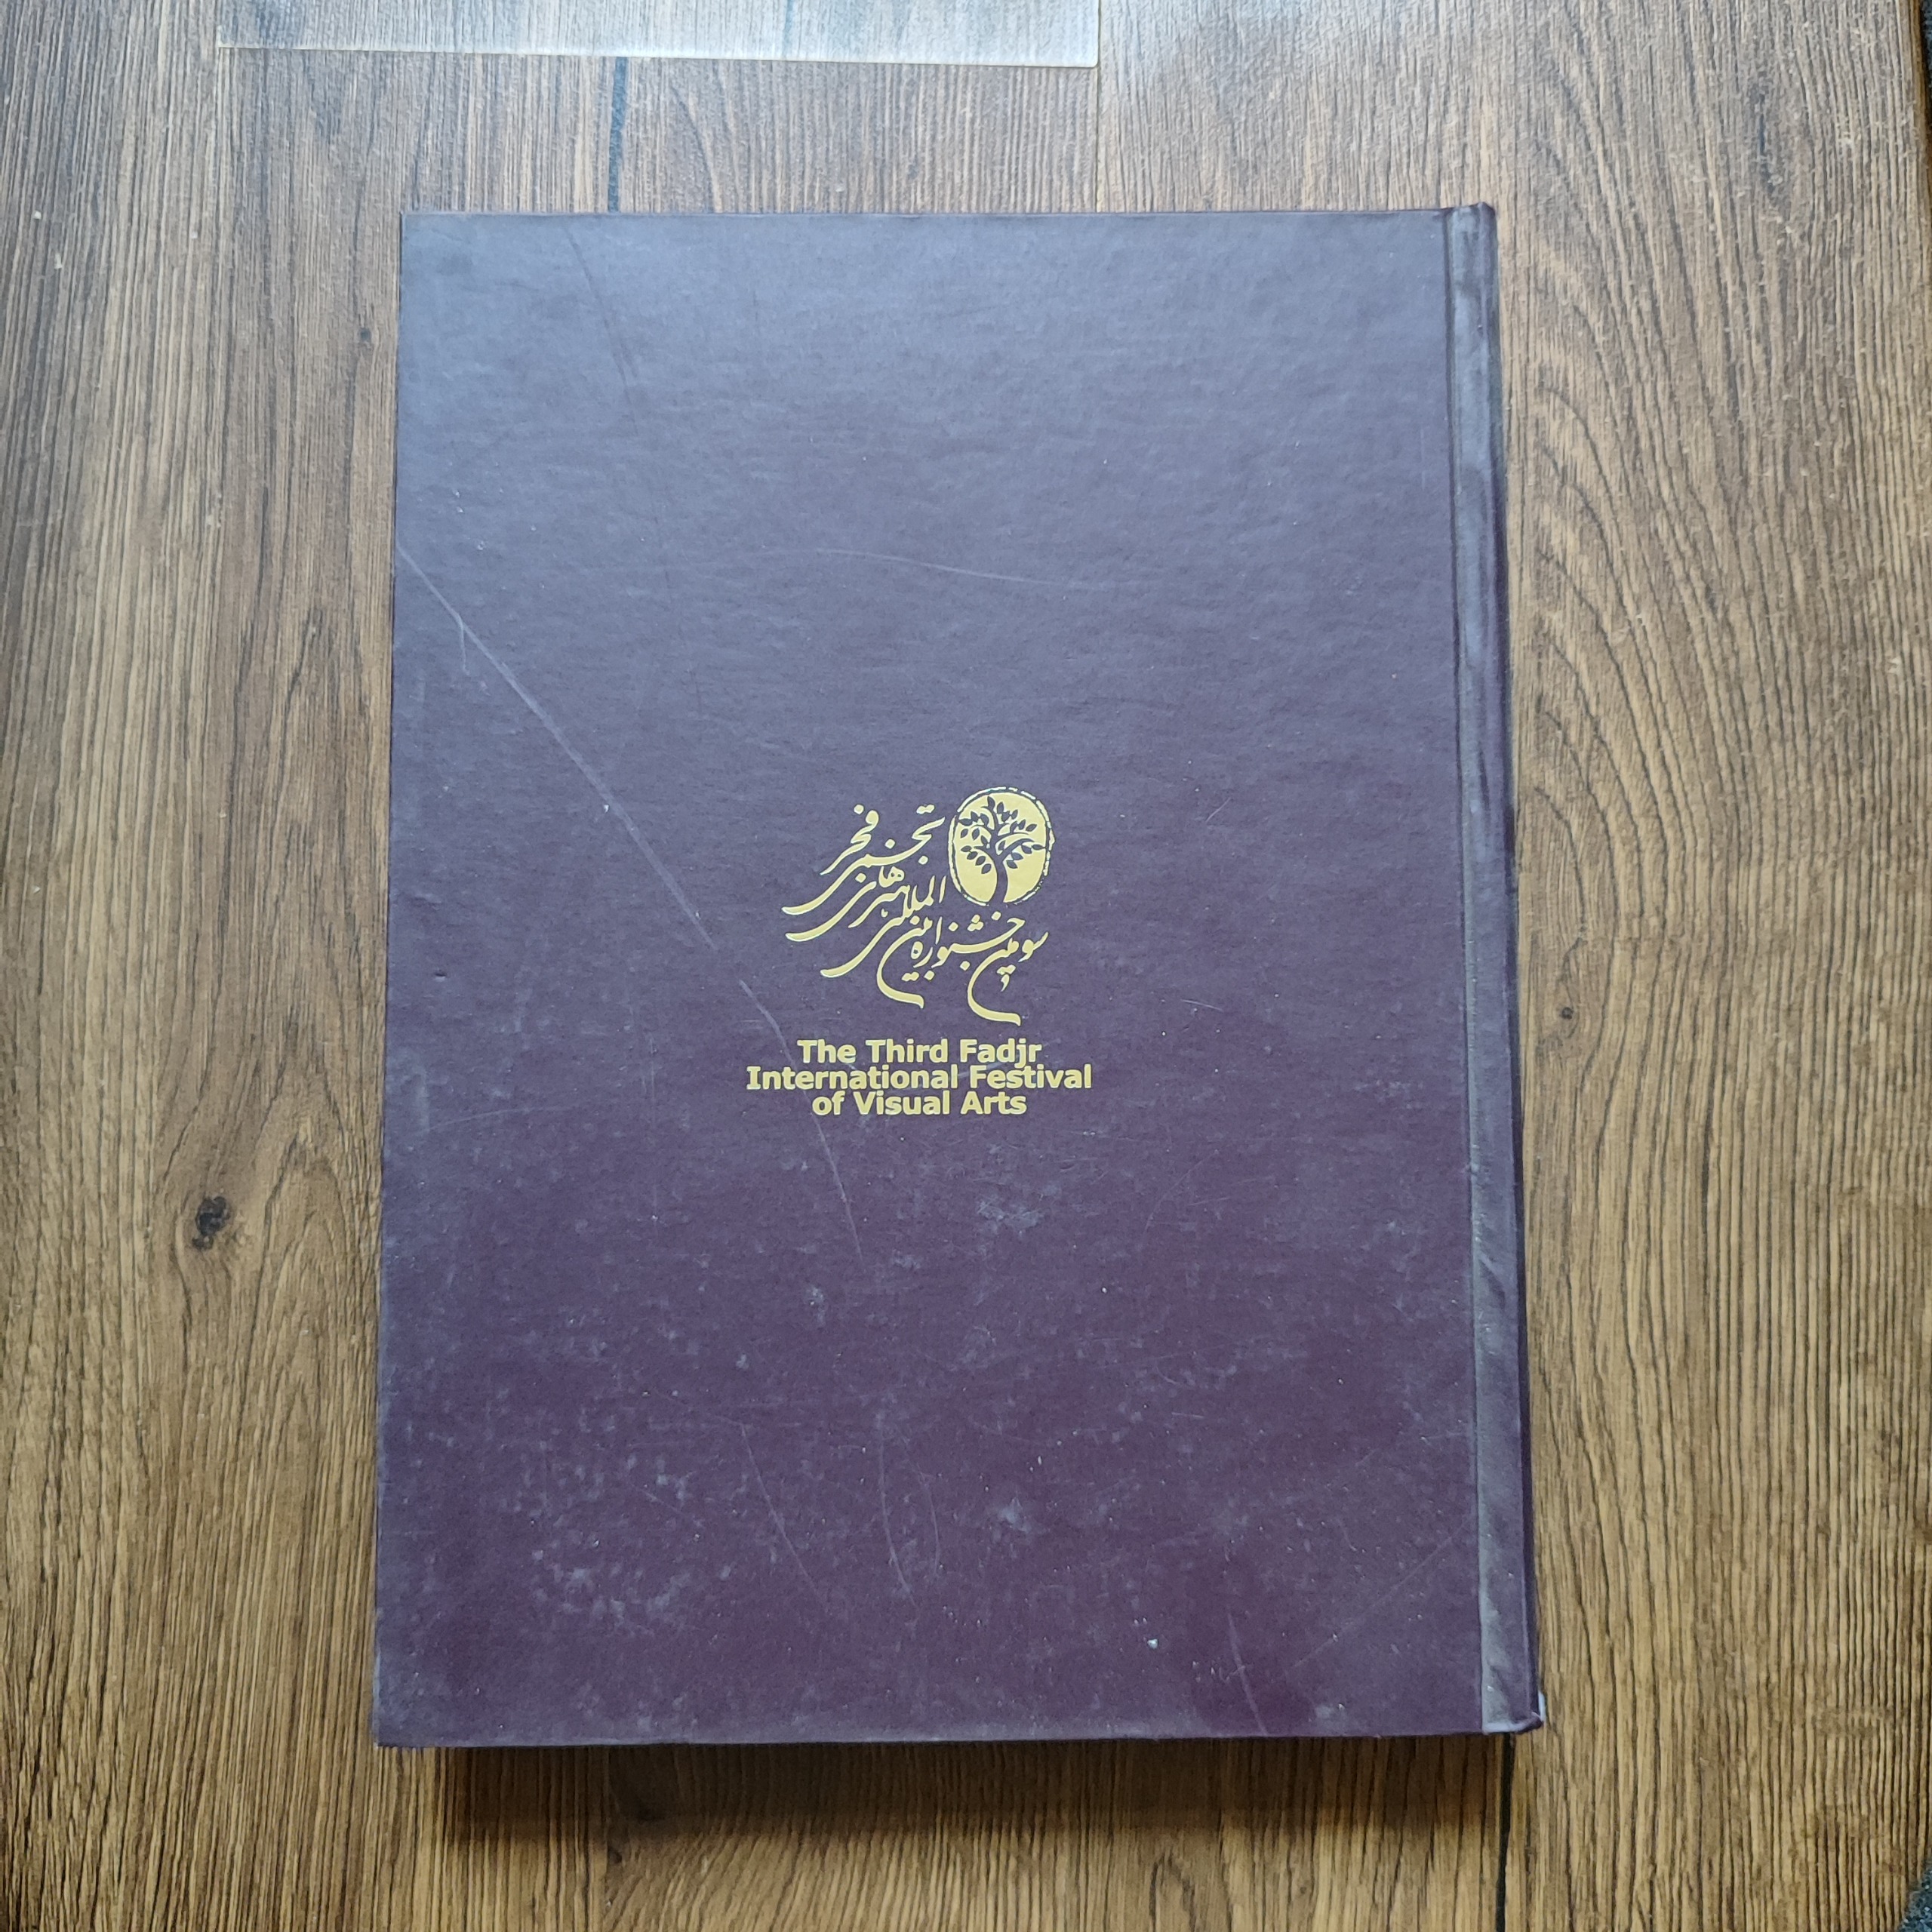 سومین جشنواره بین المللی هنرهای تجسمی فجر
The Third Fadjr
International Festival
of Visual Arts